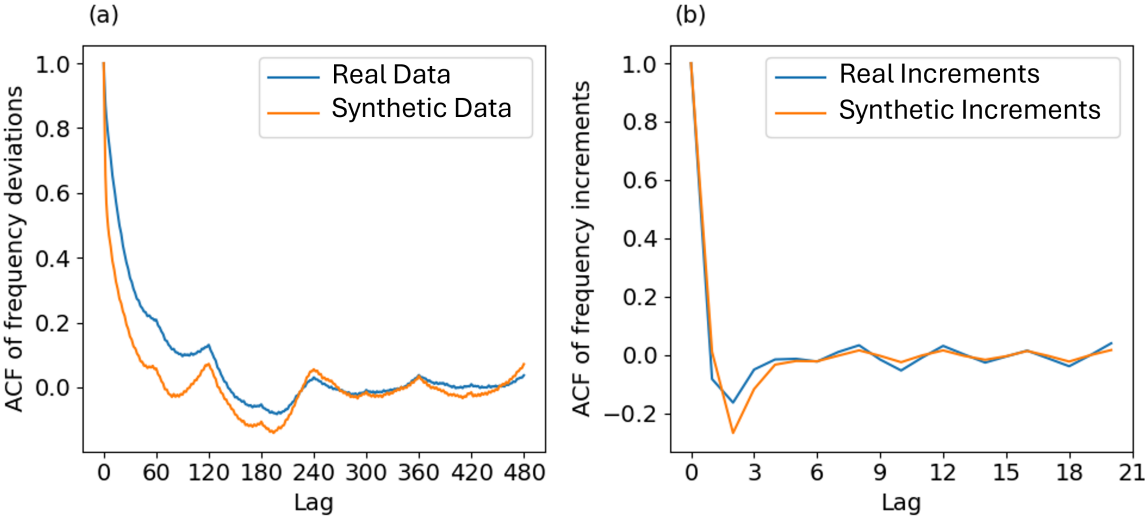 (a)
ACF of frequency deviations
1.0
0.8
0.6
0.4
0.2
0.0
Real Data
Synthetic Data
0 60 120 180 240 300 360 420 480
Lag
(b)
ACF of frequency increments
1.0
0.8
0.6
0.4
0.2
0.0
−0.2
Real Increments
Synthetic Increments
0 3 6 9 12 15 18 21
Lag